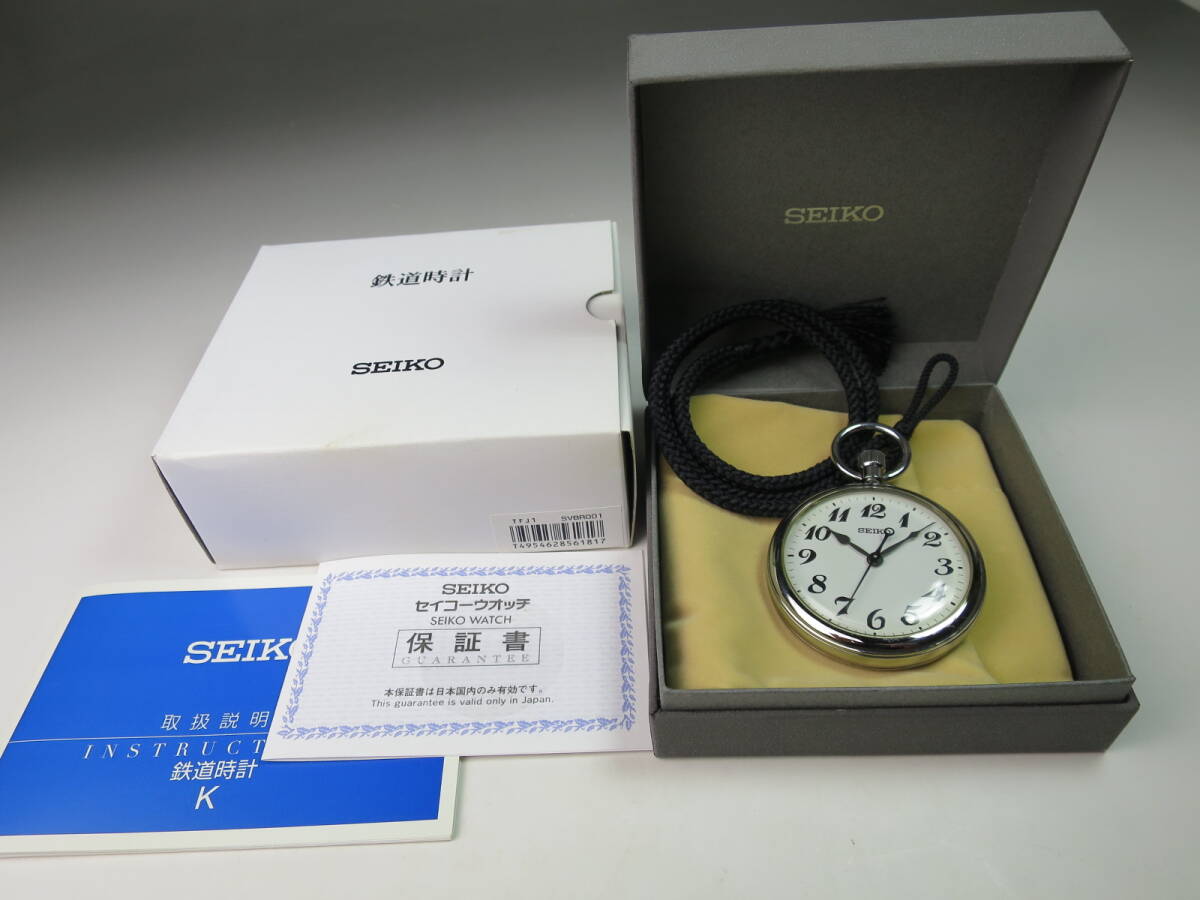 SEIKO
鉄道時計
SEIKO
TFJ1 SVBR001
T4954628561817
SEIKO
セイコーウオッチ
SEIKO WATCH
保証書
GUARANTEE
本保証書は日本国内のみ有効です。
This guarantee is valid only in Japan.
SEIKO
取扱説明
INSTRUCT
鉄道時計
K
SEIKO
12
1
2
3
4
5
6
7
8
9
10
11